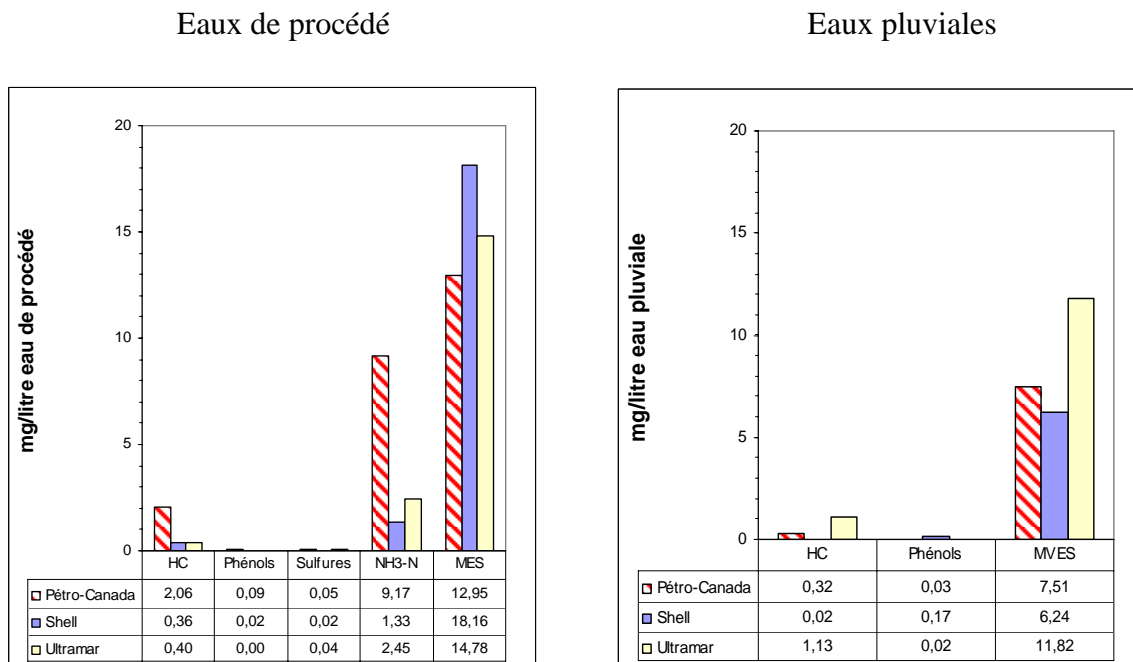 Eaux de procédé
Eaux pluviales
mg/litre eau de procédé
20
15
10
5
0
HC Phénols Sulfures NH3-N MES
Pétro-Canada 2,06 0,09 0,05 9,17 12,95
Shell 0,36 0,02 0,02 1,33 18,16
Ultramar 0,40 0,00 0,04 2,45 14,78
mg/litre eau pluviale
20
15
10
5
0
HC Phénols MVES
Pétro-Canada 0,32 0,03 7,51
Shell 0,02 0,17 6,24
Ultramar 1,13 0,02 11,82